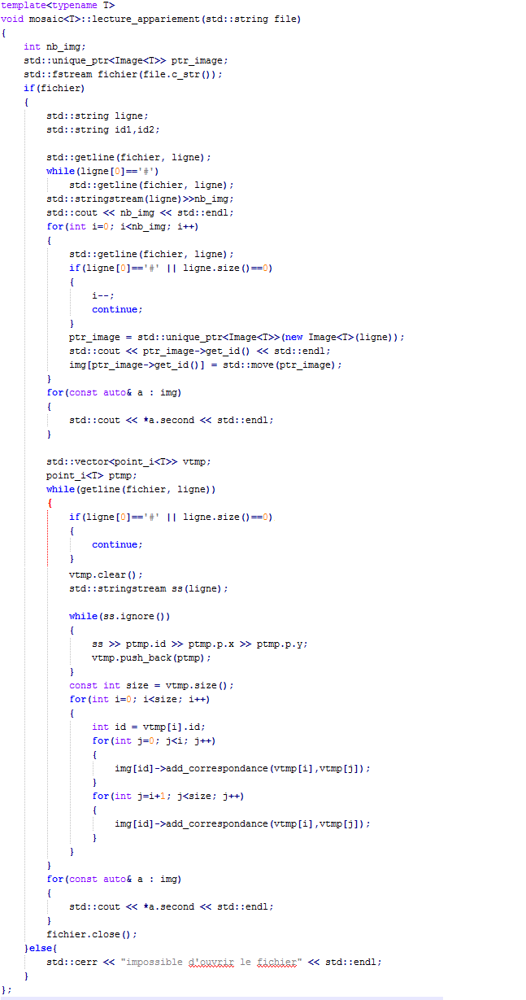 template<typename T>
void mosaic<T>::lecture_appariement(std::string file)
{
    int nb_img;
    std::unique_ptr<Image<T>> ptr_image;
    std::fstream fichier(file.c_str());
    if(fichier)
    {
        std::string ligne;
        std::string id1,id2;

        std::getline(fichier, ligne);
        while(ligne[0]=='#')
            std::getline(fichier, ligne);
        std::stringstream(ligne)>>nb_img;
        std::cout << nb_img << std::endl;
        for(int i=0; i<nb_img; i++)
        {
            std::getline(fichier, ligne);
            if(ligne[0]=='#' || ligne.size()==0)
            {
                i--;
                continue;
            }
            ptr_image = std::unique_ptr<Image<T>>(new Image<T>(ligne));
            std::cout << ptr_image->get_id() << std::endl;
            img[ptr_image->get_id()] = std::move(ptr_image);
        }
        for(const auto& a : img)
        {
            std::cout << *a.second << std::endl;
        }

        std::vector<point_i<T>> vtmp;
        point_i<T> ptmp;
        while(getline(fichier, ligne))
        {
            if(ligne[0]=='#' || ligne.size()==0)
            {
                continue;
            }
            vtmp.clear();
            std::stringstream ss(ligne);

            while(ss.ignore())
            {
                ss >> ptmp.id >> ptmp.p.x >> ptmp.p.y;
                vtmp.push_back(ptmp);
            }
            const int size = vtmp.size();
            for(int i=0; i<size; i++)
            {
                int id = vtmp[i].id;
                for(int j=0; j<i; j++)
                {
                    img[id]->add_correspondance(vtmp[i],vtmp[j]);
                }
                for(int j=i+1; j<size; j++)
                {
                    img[id]->add_correspondance(vtmp[i],vtmp[j]);
                }
            }
        }
        for(const auto& a : img)
        {
            std::cout << *a.second << std::endl;
        }
        fichier.close();
    }else{
        std::cerr << "impossible d'ouvrir le fichier" << std::endl;
    }
};